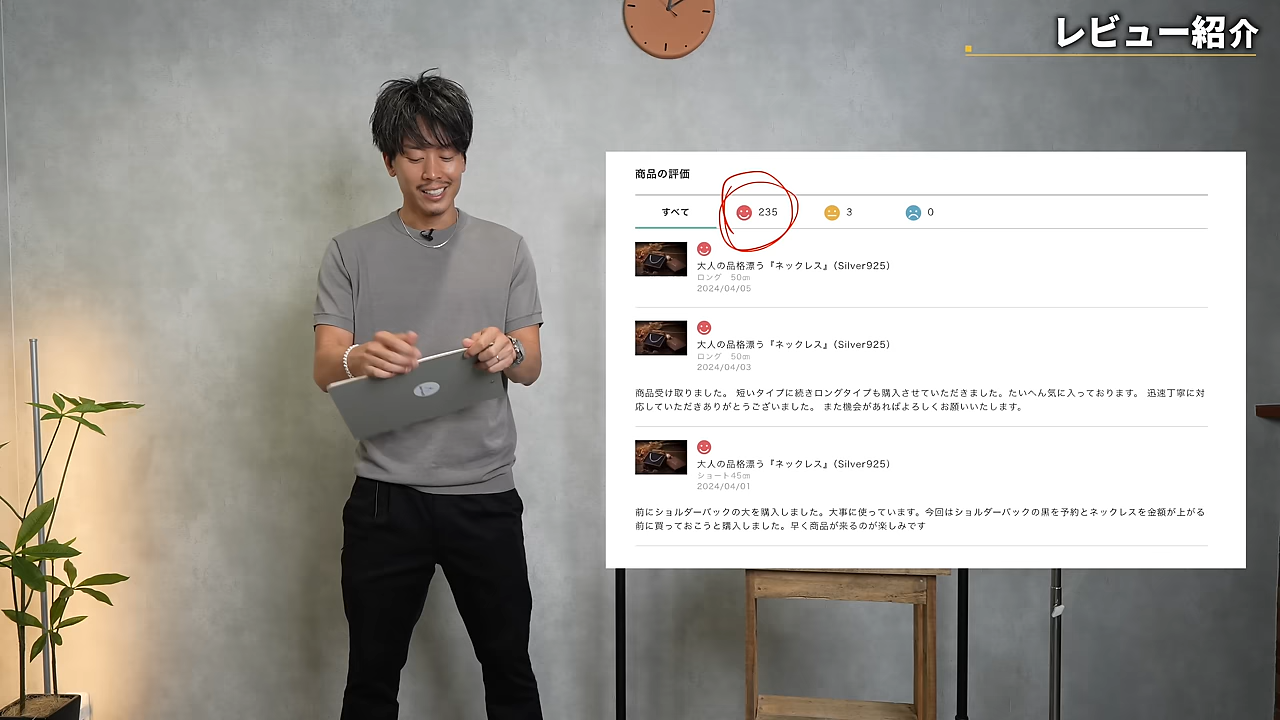 レビュー紹介
商品の評価
すべて
235
3
0
大人の品格漂う『ネックレス』(Silver925)
ロング 50cm
2024/04/05
大人の品格漂う『ネックレス』(Silver925)
ロング 50cm
2024/04/03
商品受け取りました。 短いタイプに続きロングタイプも購入させていただきました。たいへん気に入っております。 迅速丁寧に対
応していただきありがとうございました。 また機会があればよろしくお願いいたします。
大人の品格漂う『ネックレス』(Silver925)
ショート45cm
2024/04/01
前にショルダーバックの大を購入しました。大事に使っています。今回はショルダーバックの黒を予約とネックレスを金額が上がる
前に買っておこうと購入しました。早く商品が来るのが楽しみです